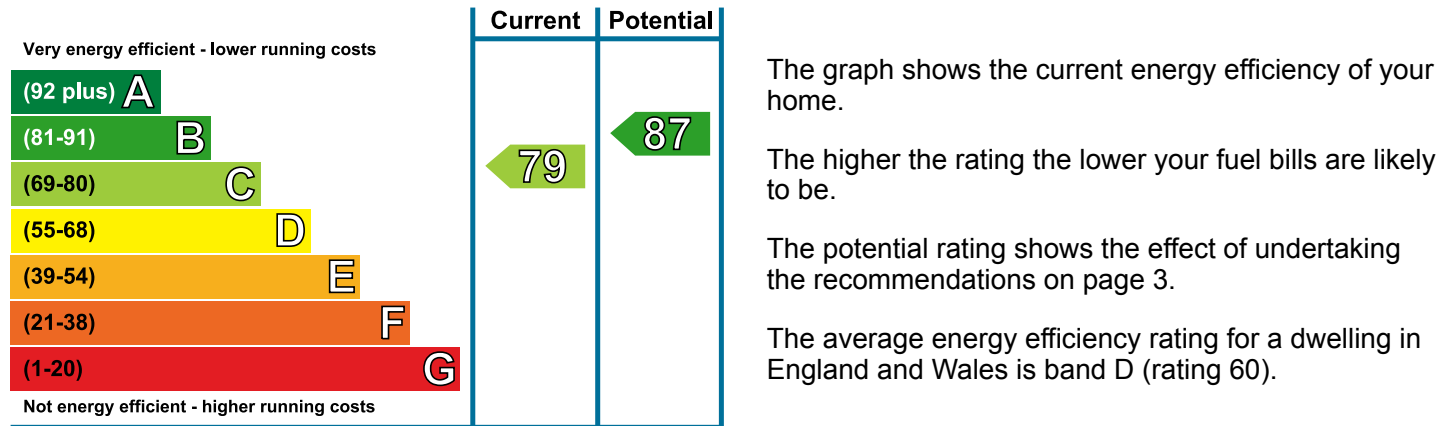 Current Potential
Very energy efficient - lower running costs
(92 plus) A
(81-91) B
(69-80) C
(55-68) D
(39-54) E
(21-38) F
(1-20) G
Not energy efficient - higher running costs
79
87
The graph shows the current energy efficiency of your
home.
The higher the rating the lower your fuel bills are likely
to be.
The potential rating shows the effect of undertaking
the recommendations on page 3.
The average energy efficiency rating for a dwelling in
England and Wales is band D (rating 60).